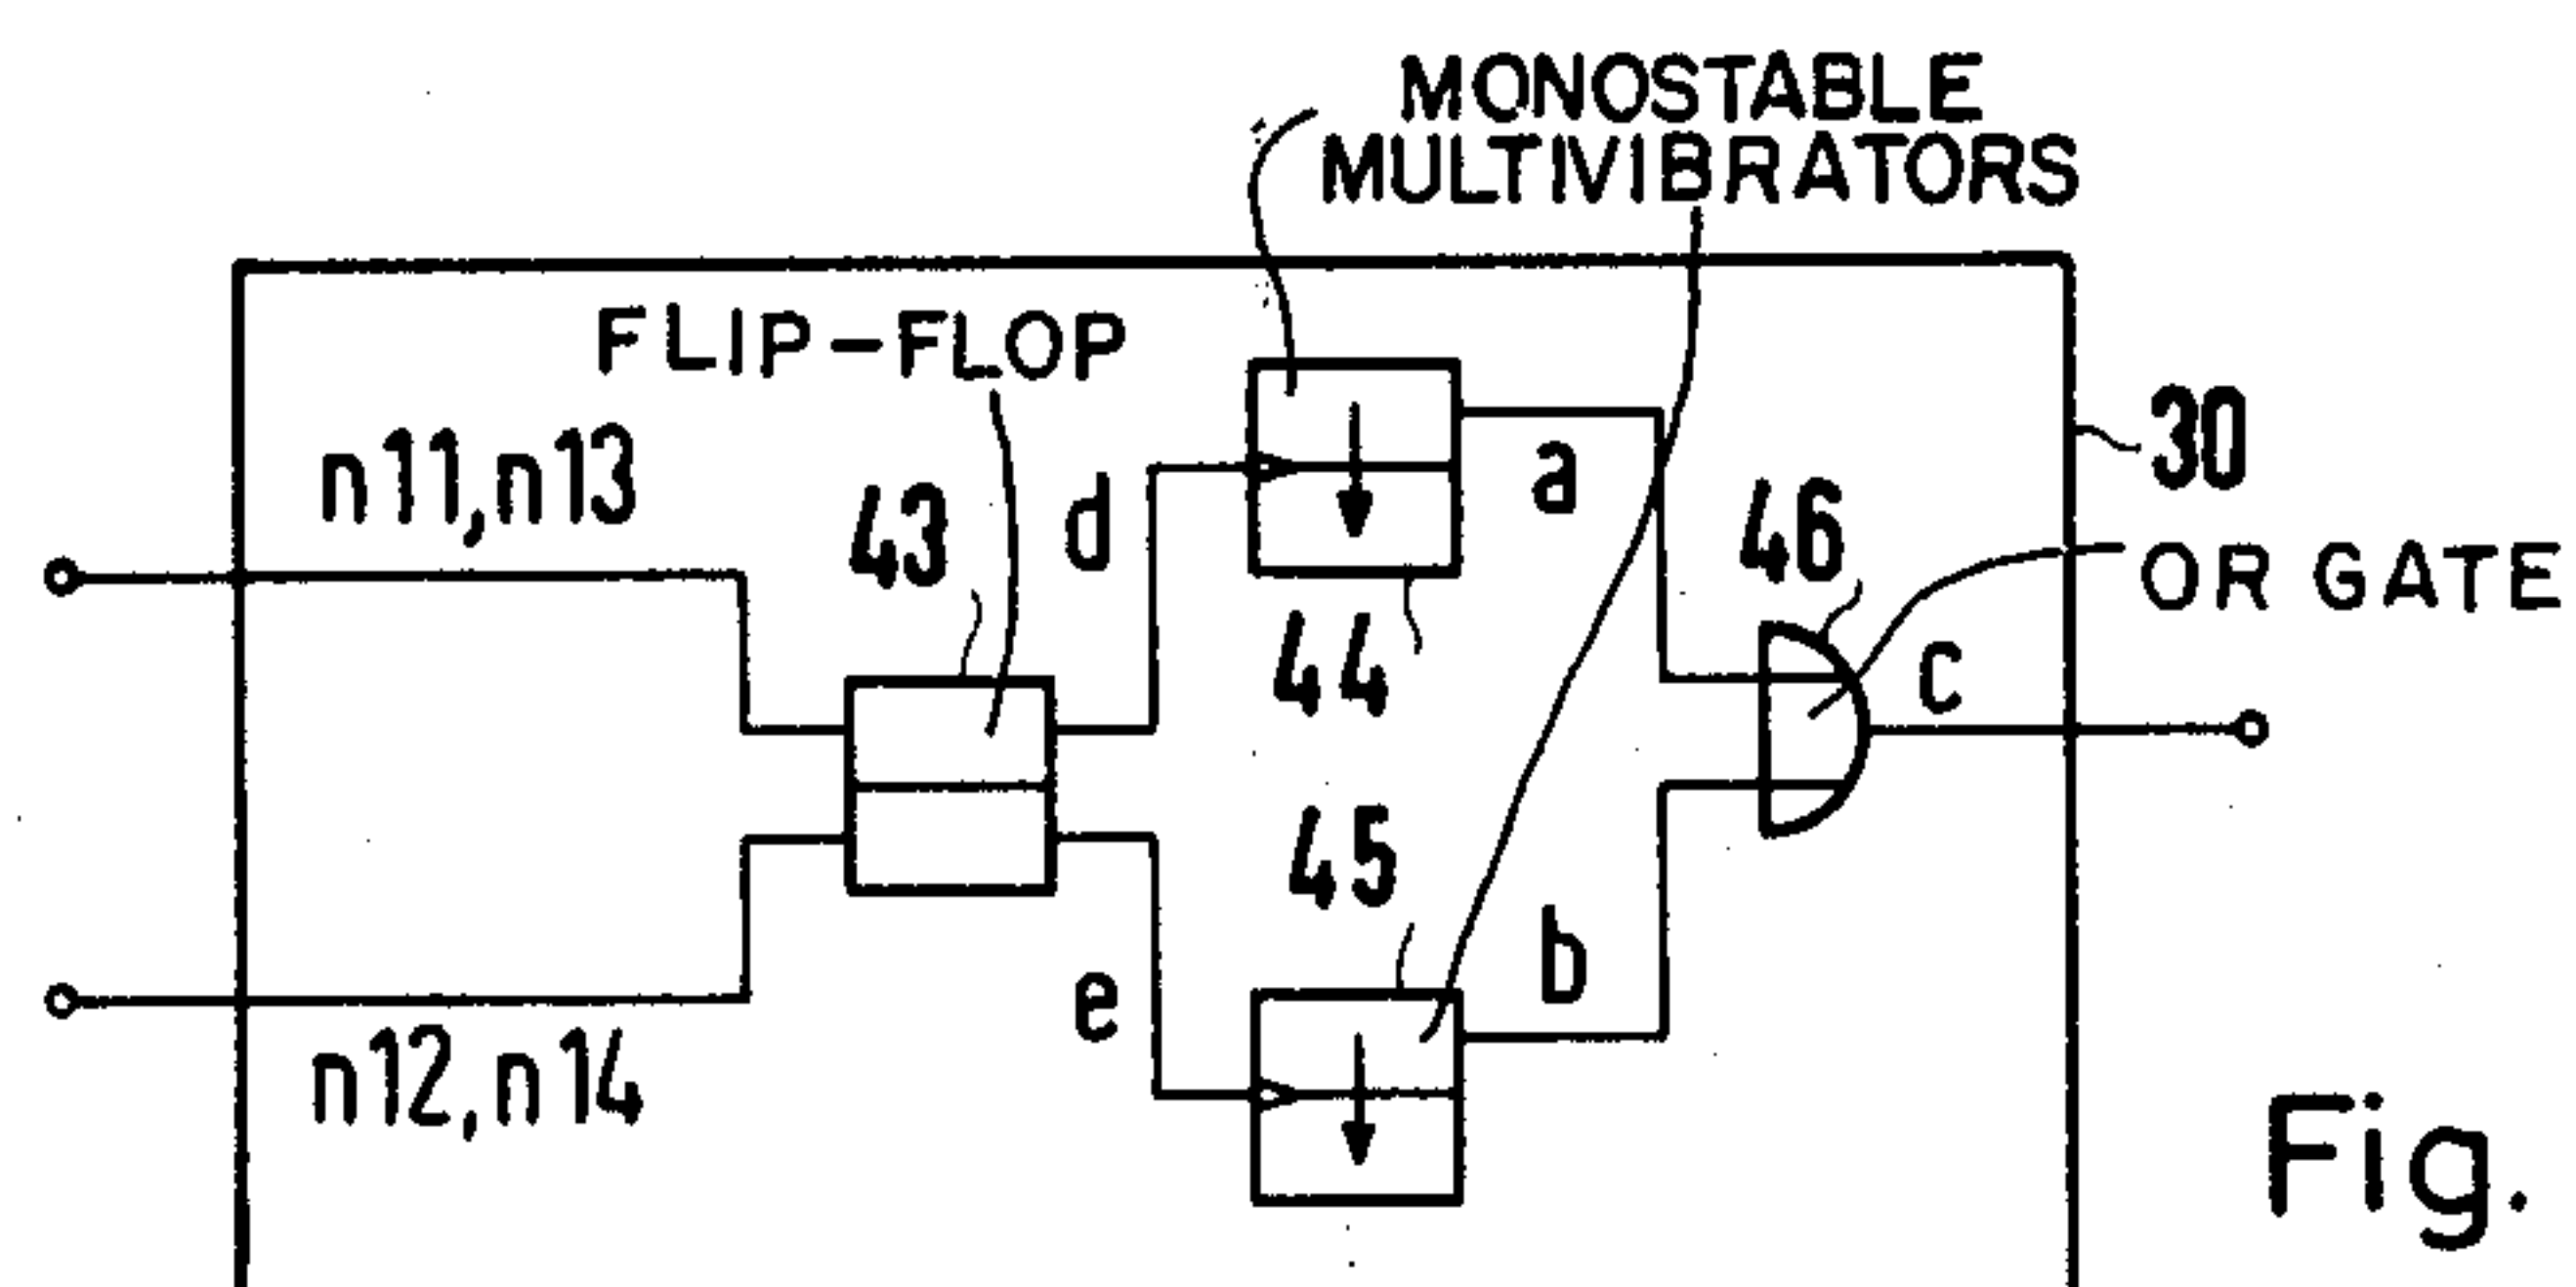 MONOSTABLE
MULTIVIBRATORS
FLIP-FLOP
30
n11,n13
43
d
a
46
OR GATE
44
c
45
e
b
n12,n14
Fig.